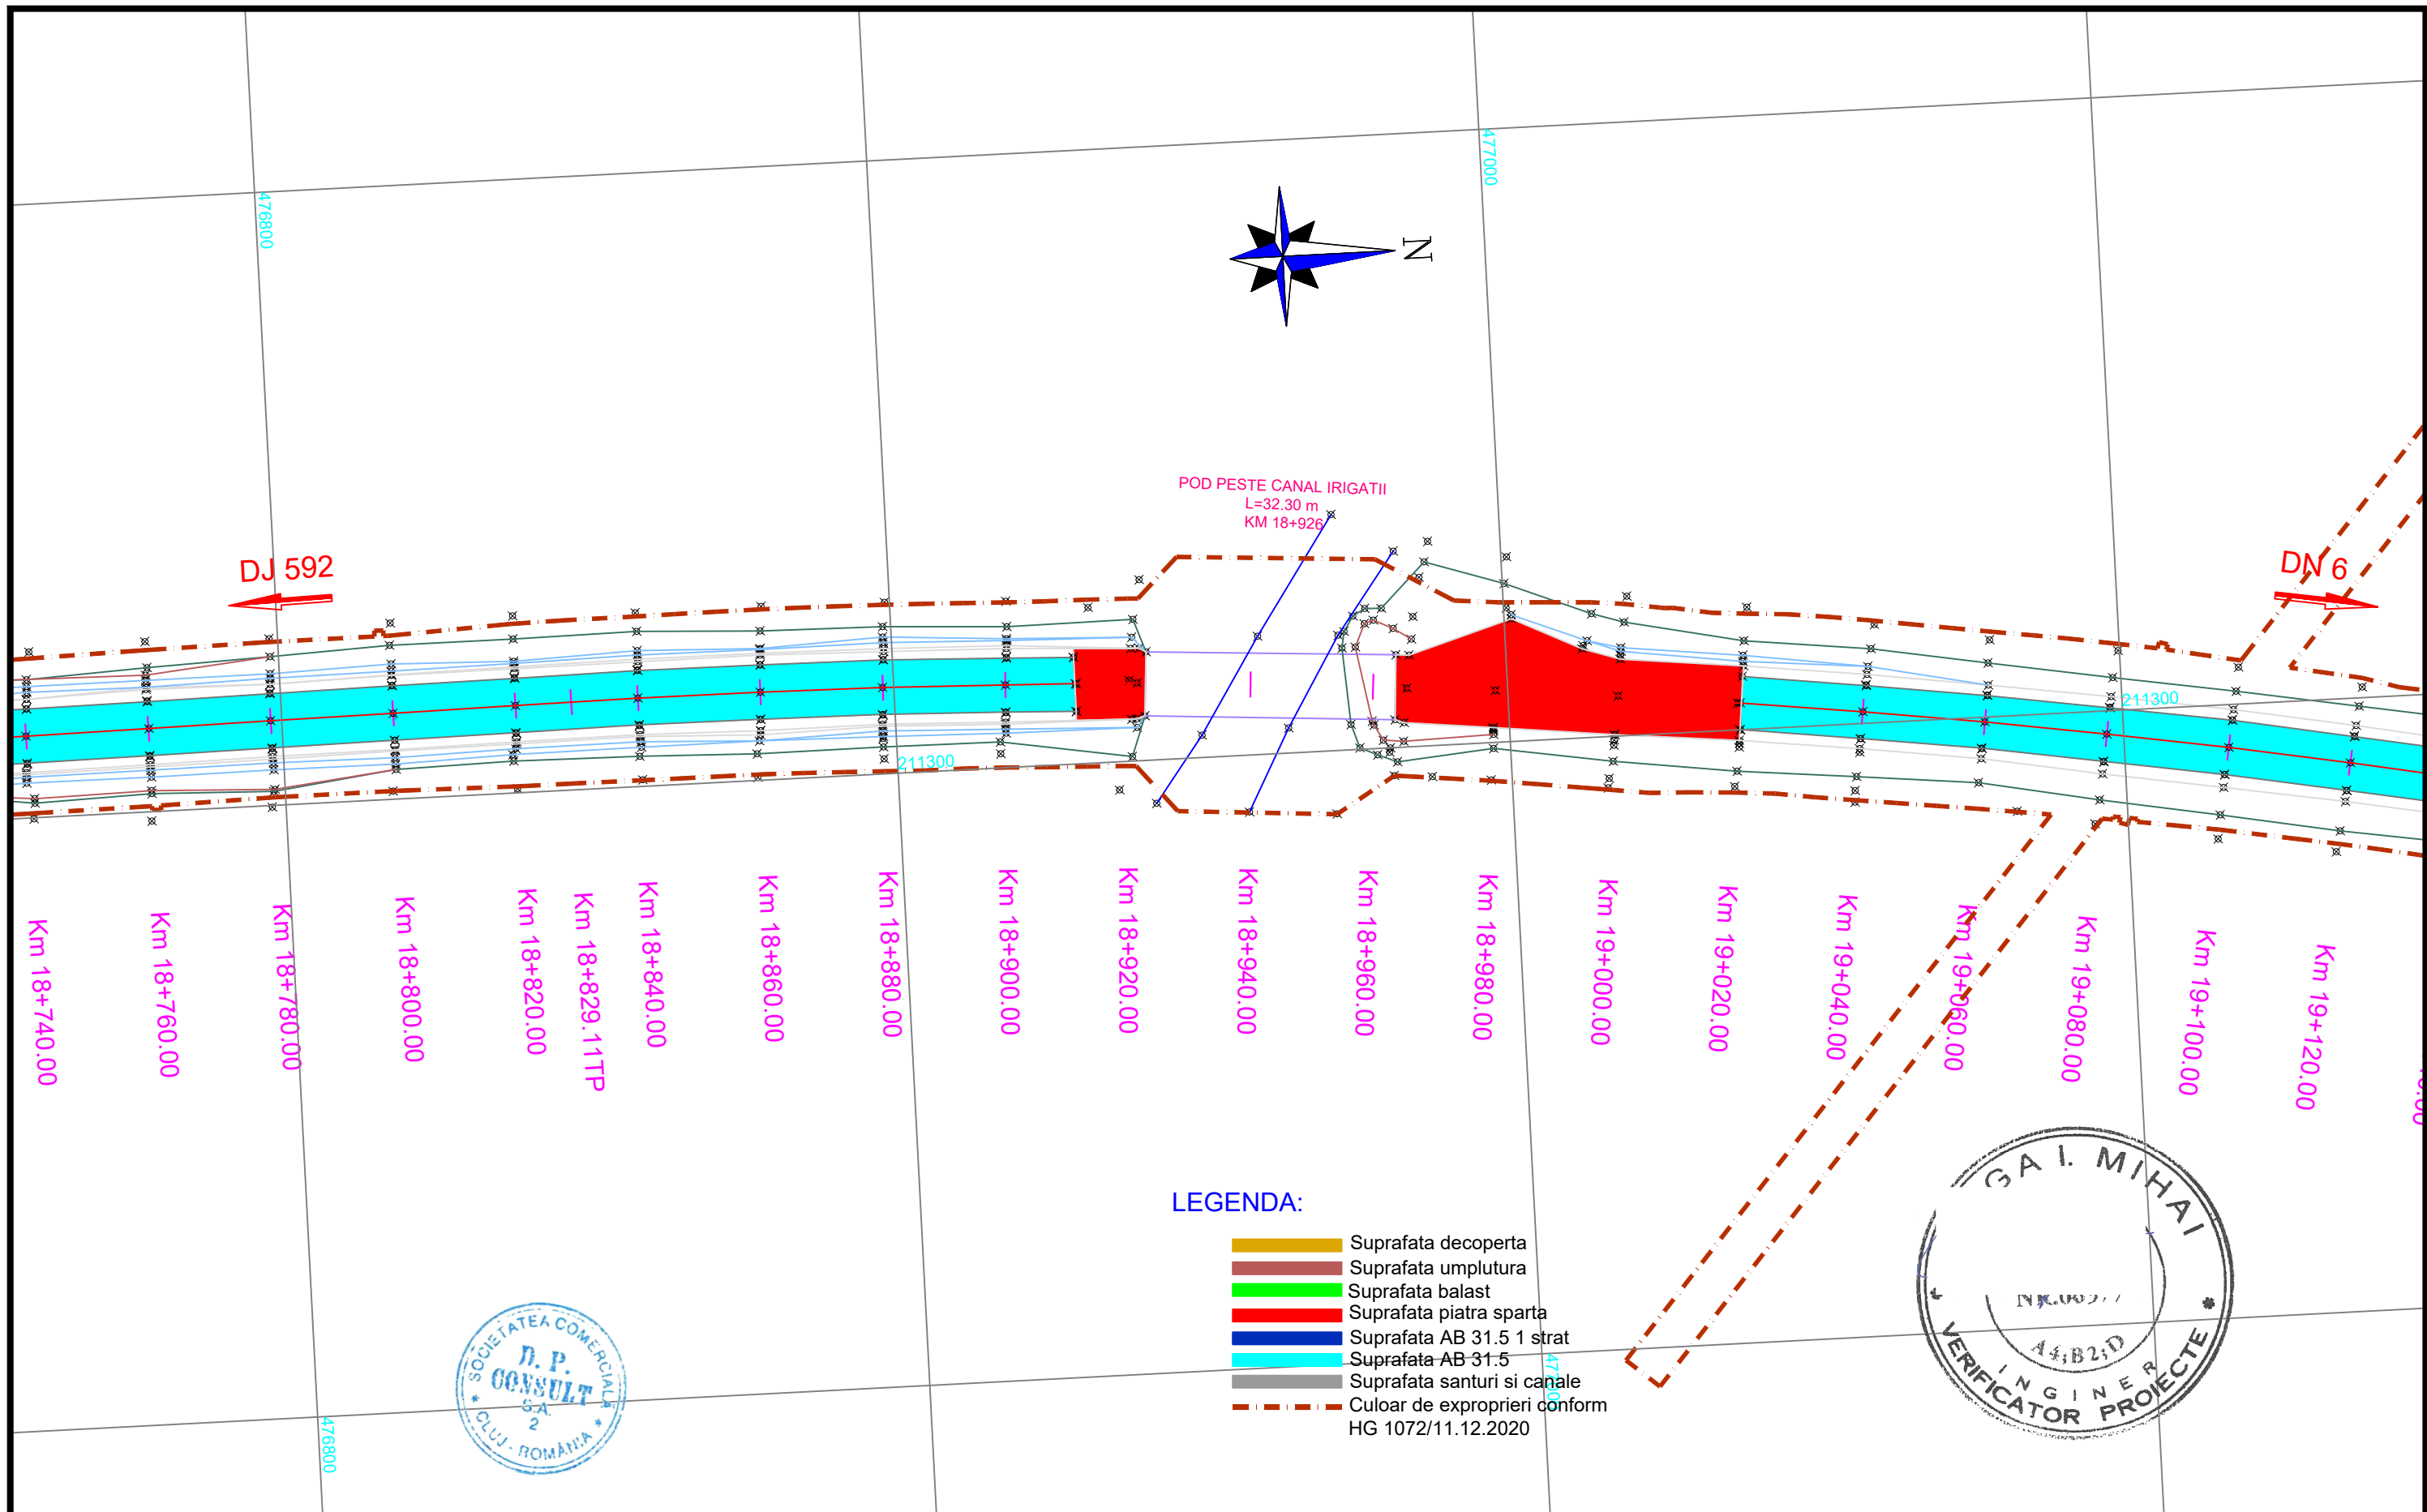 476800
477000
N
POD PESTE CANAL IRIGATII
L=32.30 m
KM 18+926
DJ 592
DN 6
211300
211300
Km 18+740.00
Km 18+760.00
Km 18+780.00
Km 18+800.00
Km 18+820.00
Km 18+829.11TP
Km 18+840.00
Km 18+860.00
Km 18+880.00
Km 18+900.00
Km 18+920.00
Km 18+940.00
Km 18+960.00
Km 18+980.00
Km 19+000.00
Km 19+020.00
Km 19+040.00
Km 19+060.00
Km 19+080.00
Km 19+100.00
Km 19+120.00
LEGENDA:
Suprafata decoperta
Suprafata umplutura
Suprafata balast
Suprafata piatra sparta
Suprafata AB 31.5 1 strat
Suprafata AB 31.5
Suprafata santuri si canale
Culoar de exproprieri conform
HG 1072/11.12.2020
476800
477000
SOCIETATEA COMERCIALĂ
D. P.
CONSULT
S.A.
2
* CLUJ - ROMÂNIA *
GA I. MIHAI
A4;B2;D
INGINER
* VERIFICATOR PROIECTE *